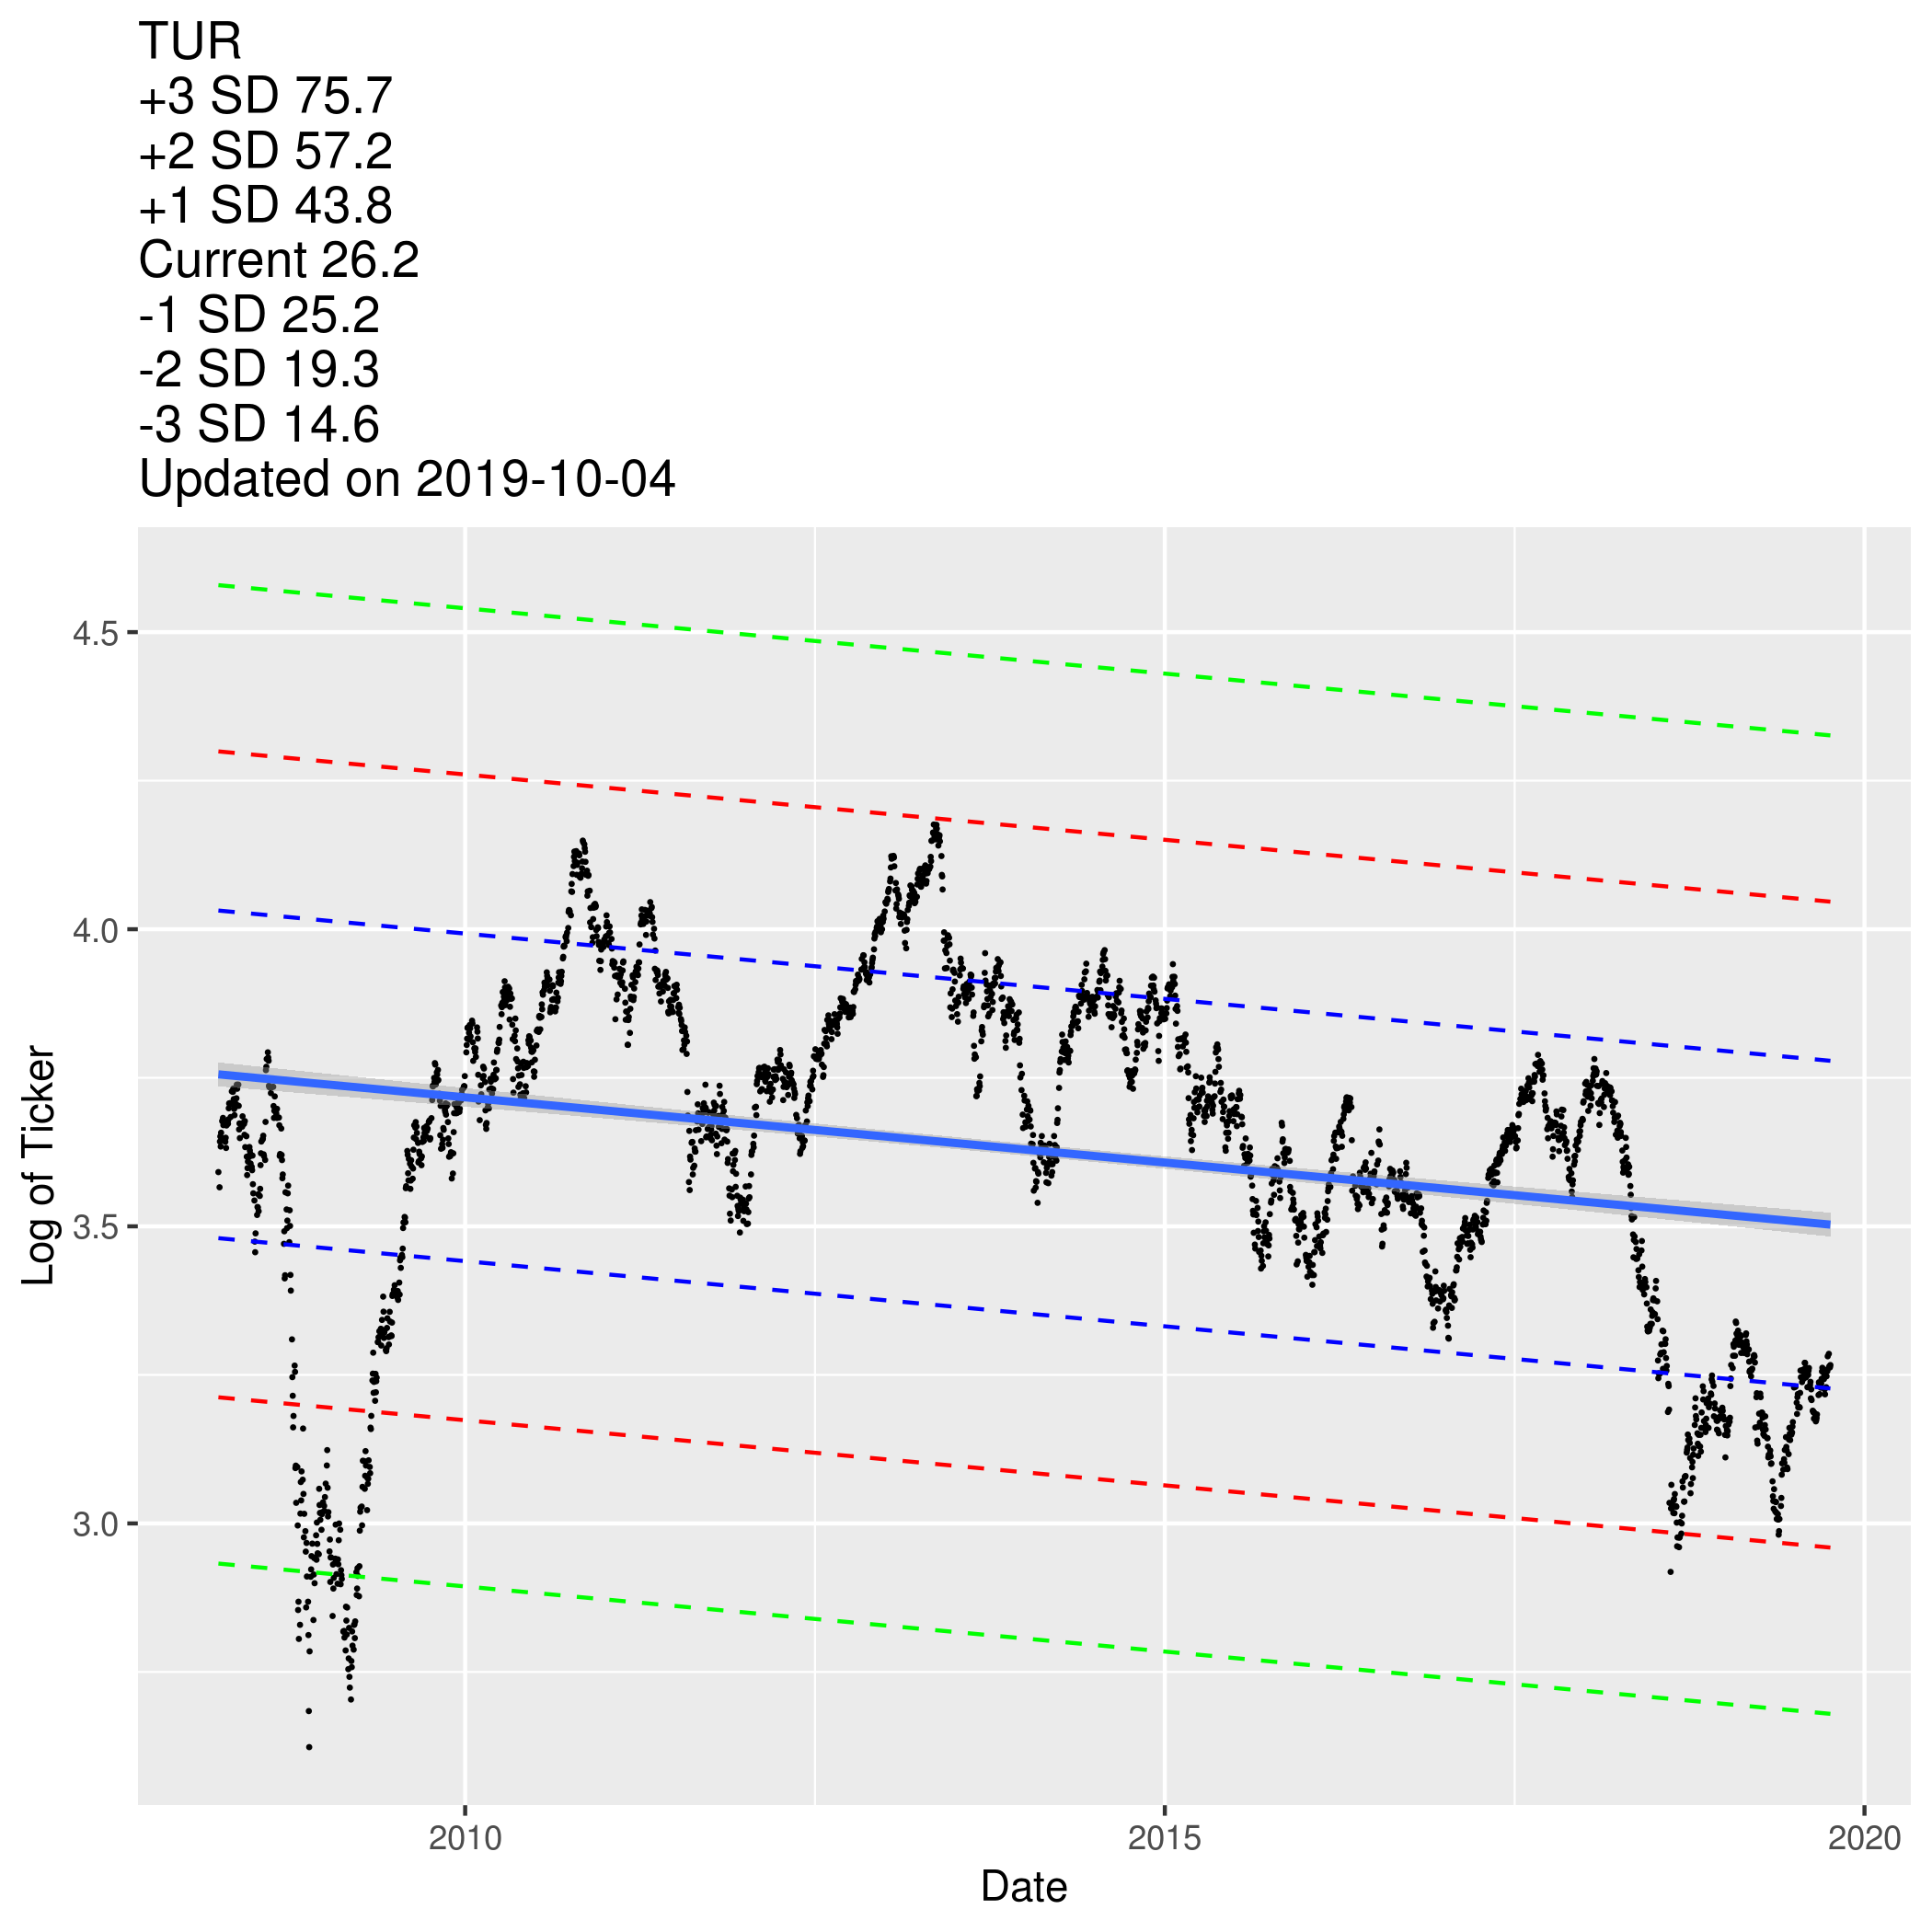 TUR
+3 SD 75.7
+2 SD 57.2
+1 SD 43.8
Current 26.2
-1 SD 25.2
-2 SD 19.3
-3 SD 14.6
Updated on 2019-10-04
4.5
4.0
3.5
3.0
Log of Ticker
2010
2015
2020
Date